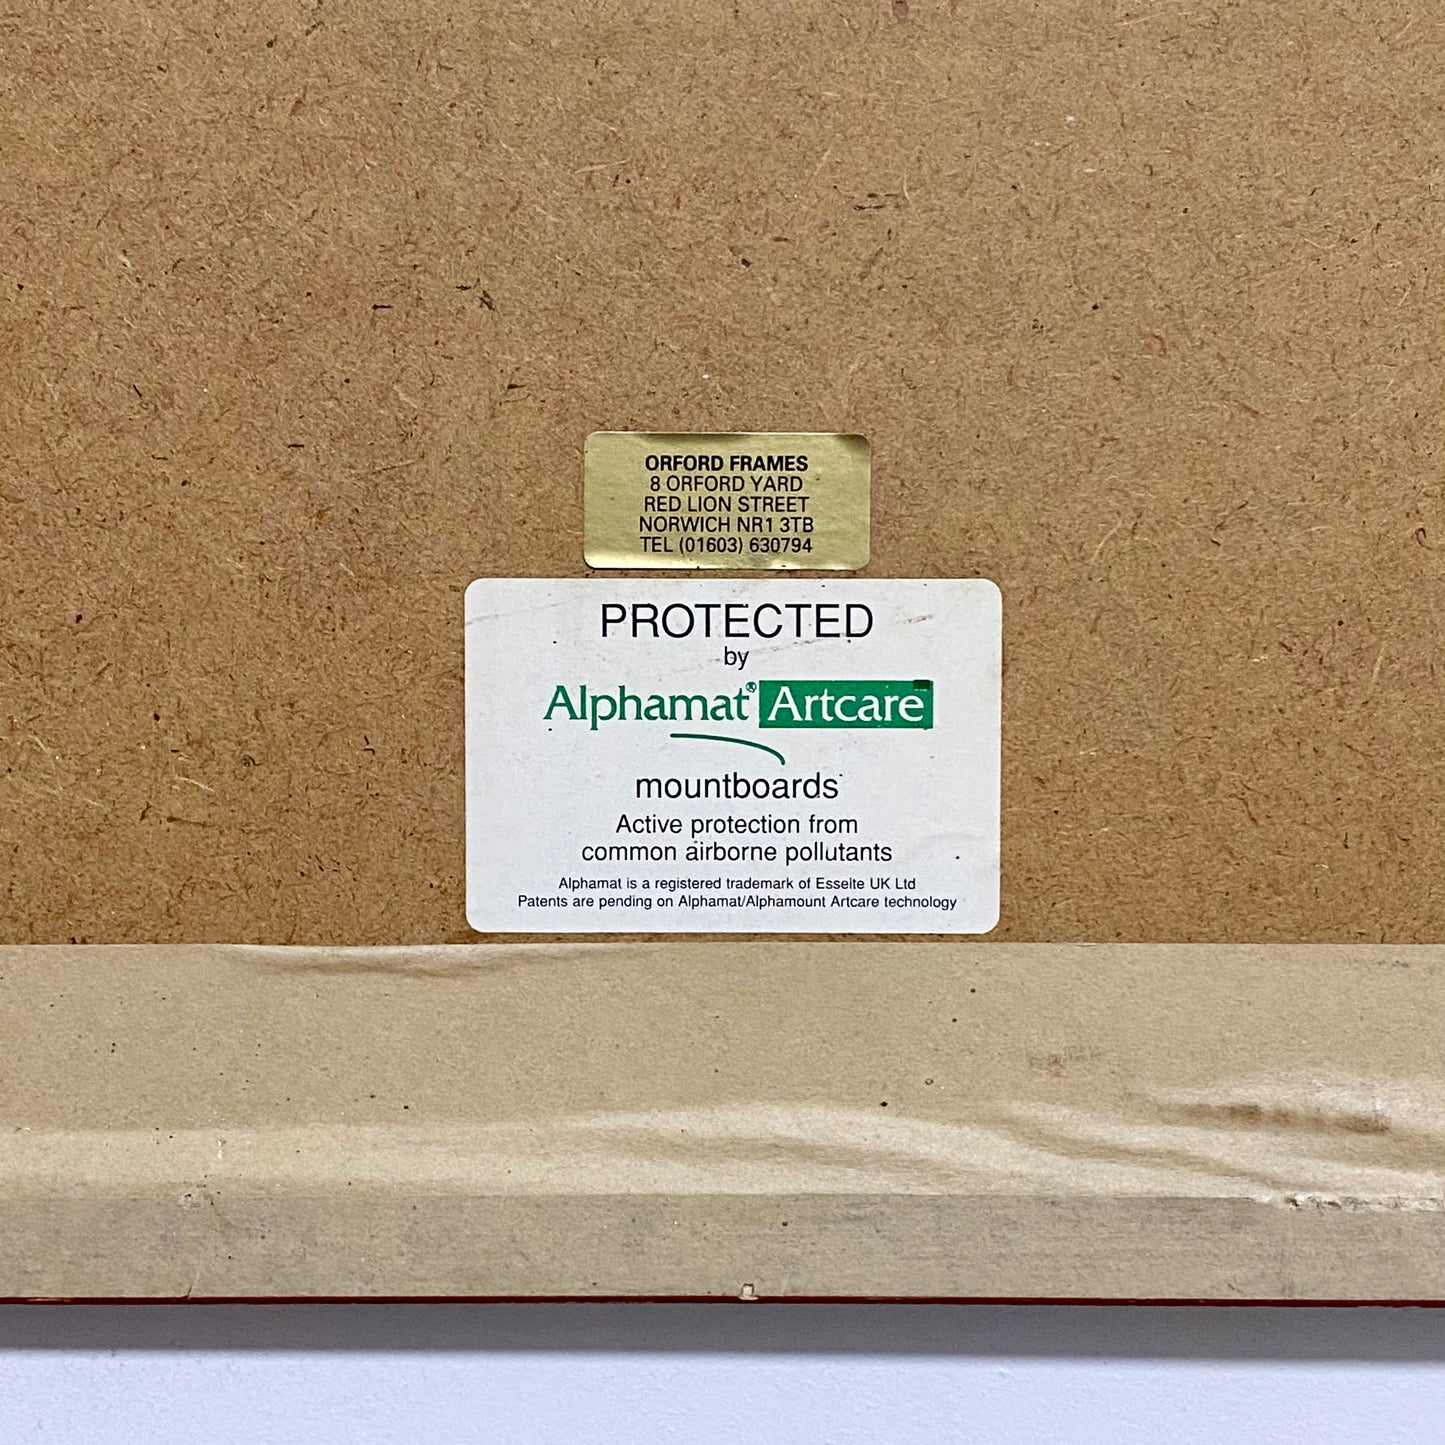 ORFORD FRAMES
8 ORFORD YARD
RED LION STREET
NORWICH NR1 3TB
TEL (01603) 630794
PROTECTED
by
Alphamat® Artcare
mountboards
Active protection from
common airborne pollutants
Alphamat is a registered trademark of Esselte UK Ltd
Patents are pending on Alphamat/Alphamount Artcare technology